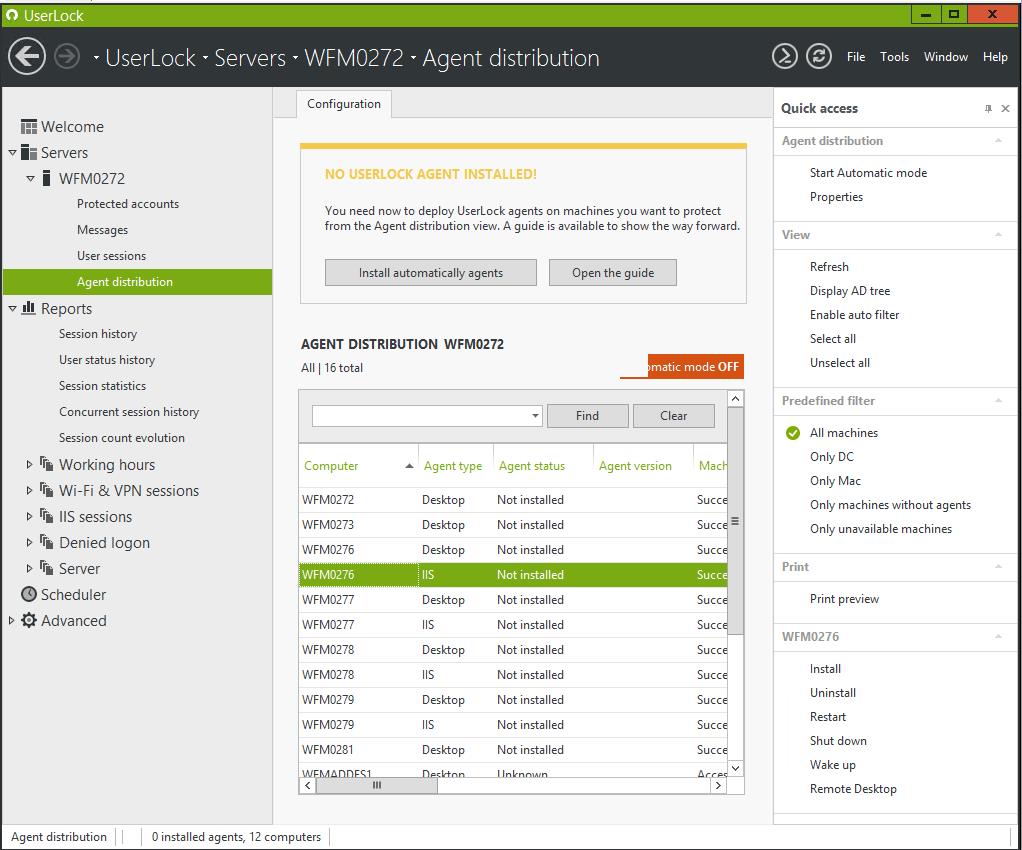 UserLock
UserLock · Servers · WFM0272 · Agent distribution
File Tools Window Help
Welcome
Servers
WFM0272
Protected accounts
Messages
User sessions
Agent distribution
Reports
Session history
User status history
Session statistics
Concurrent session history
Session count evolution
Working hours
Wi-Fi & VPN sessions
IIS sessions
Denied logon
Server
Scheduler
Advanced
Configuration
NO USERLOCK AGENT INSTALLED!
You need now to deploy UserLock agents on machines you want to protect
from the Agent distribution view. A guide is available to show the way forward.
Install automatically agents Open the guide
AGENT DISTRIBUTION WFM0272
All | 16 total
omatic mode OFF
Find Clear
Computer Agent type Agent status Agent version Mach
WFM0272 Desktop Not installed Succe
WFM0273 Desktop Not installed Succe
WFM0276 Desktop Not installed Succe
WFM0276 IIS Not installed Succe
WFM0277 Desktop Not installed Succe
WFM0277 IIS Not installed Succe
WFM0278 Desktop Not installed Succe
WFM0278 IIS Not installed Succe
WFM0279 Desktop Not installed Succe
WFM0279 IIS Not installed Succe
WFM0281 Desktop Not installed Succe
WFMADDFS1 Desktop Unknown Acces
Quick access
Agent distribution
Start Automatic mode
Properties
View
Refresh
Display AD tree
Enable auto filter
Select all
Unselect all
Predefined filter
All machines
Only DC
Only Mac
Only machines without agents
Only unavailable machines
Print
Print preview
WFM0276
Install
Uninstall
Restart
Shut down
Wake up
Remote Desktop
Agent distribution 0 installed agents, 12 computers